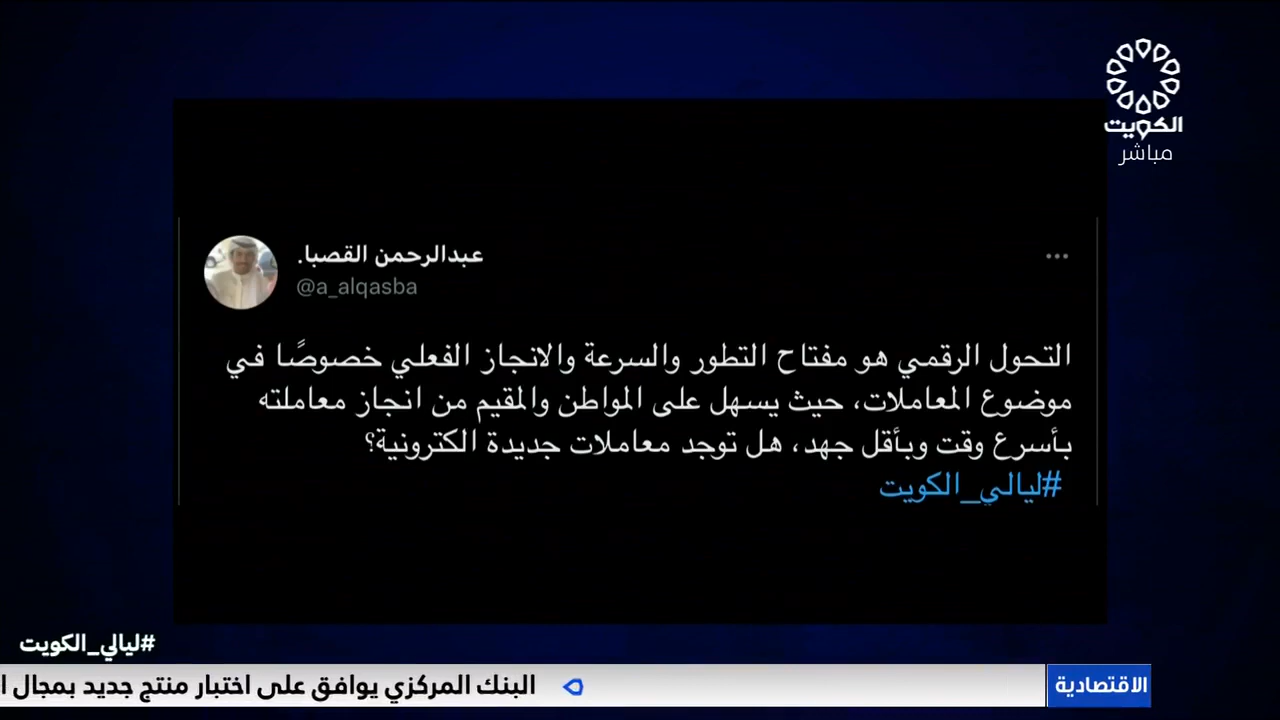 الكويت
مباشر
عبدالرحمن القصبا.
@a_alqasba
التحول الرقمي هو مفتاح التطور والسرعة والانجاز الفعلي خصوصًا في
موضوع المعاملات، حيث يسهل على المواطن والمقيم من انجاز معاملته
بأسرع وقت وبأقل جهد، هل توجد معاملات جديدة الكترونية؟
#ليالي_الكويت
#ليالي_الكويت
الاقتصادية
البنك المركزي يوافق على اختبار منتج جديد بمجال